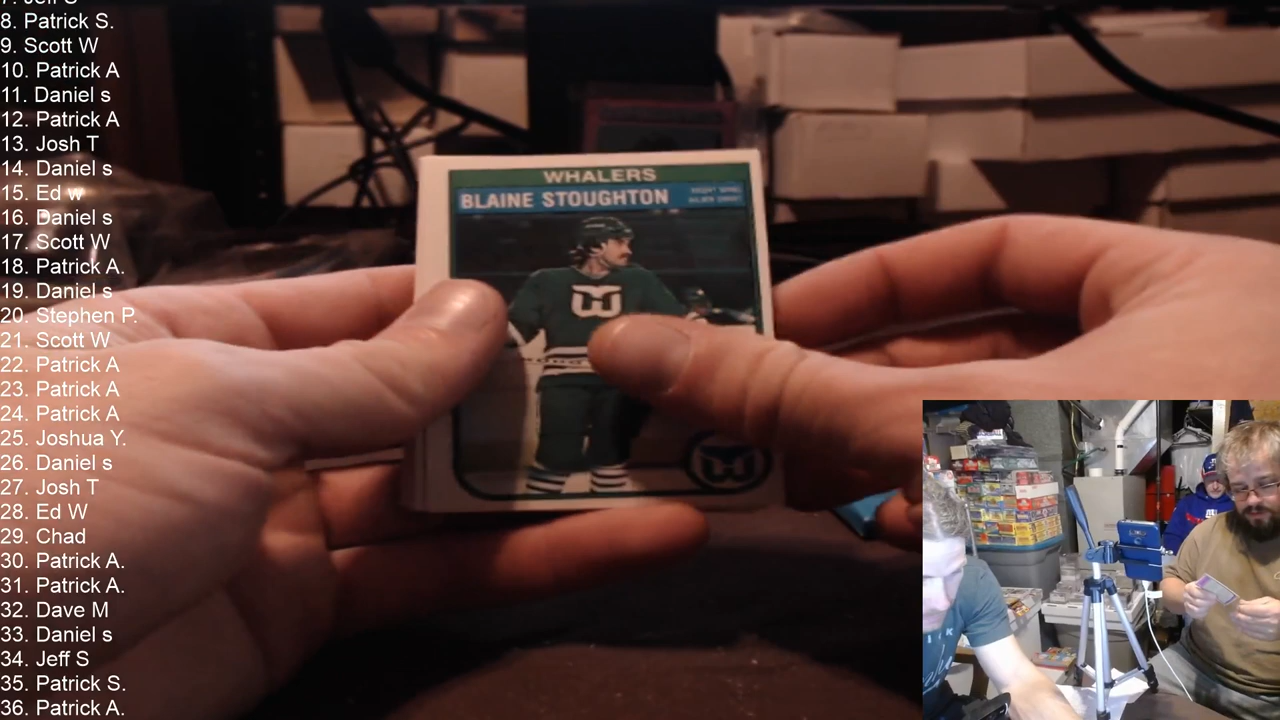 7. Jeff S
8. Patrick S.
9. Scott W
10. Patrick A
11. Daniel s
12. Patrick A
13. Josh T
14. Daniel s
15. Ed w
16. Daniel s
17. Scott W
18. Patrick A.
19. Daniel s
20. Stephen P.
21. Scott W
22. Patrick A
23. Patrick A
24. Patrick A
25. Joshua Y.
26. Daniel s
27. Josh T
28. Ed W
29. Chad
30. Patrick A.
31. Patrick A.
32. Dave M
33. Daniel s
34. Jeff S
35. Patrick S.
36. Patrick A.
WHALERS
BLAINE STOUGHTON